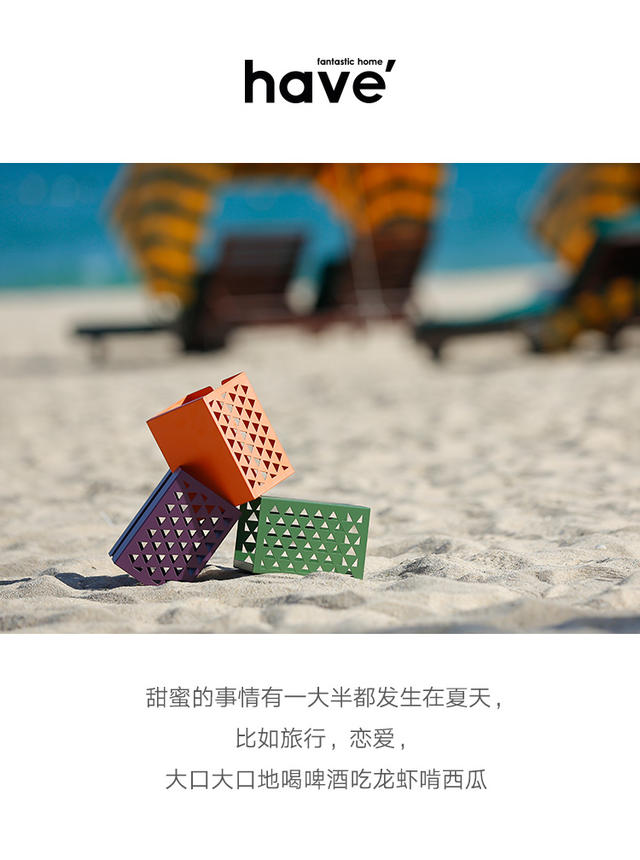 fantastic home
have'
甜蜜的事情有一大半都发生在夏天，
比如旅行，恋爱，
大口大口地喝啤酒吃龙虾啃西瓜